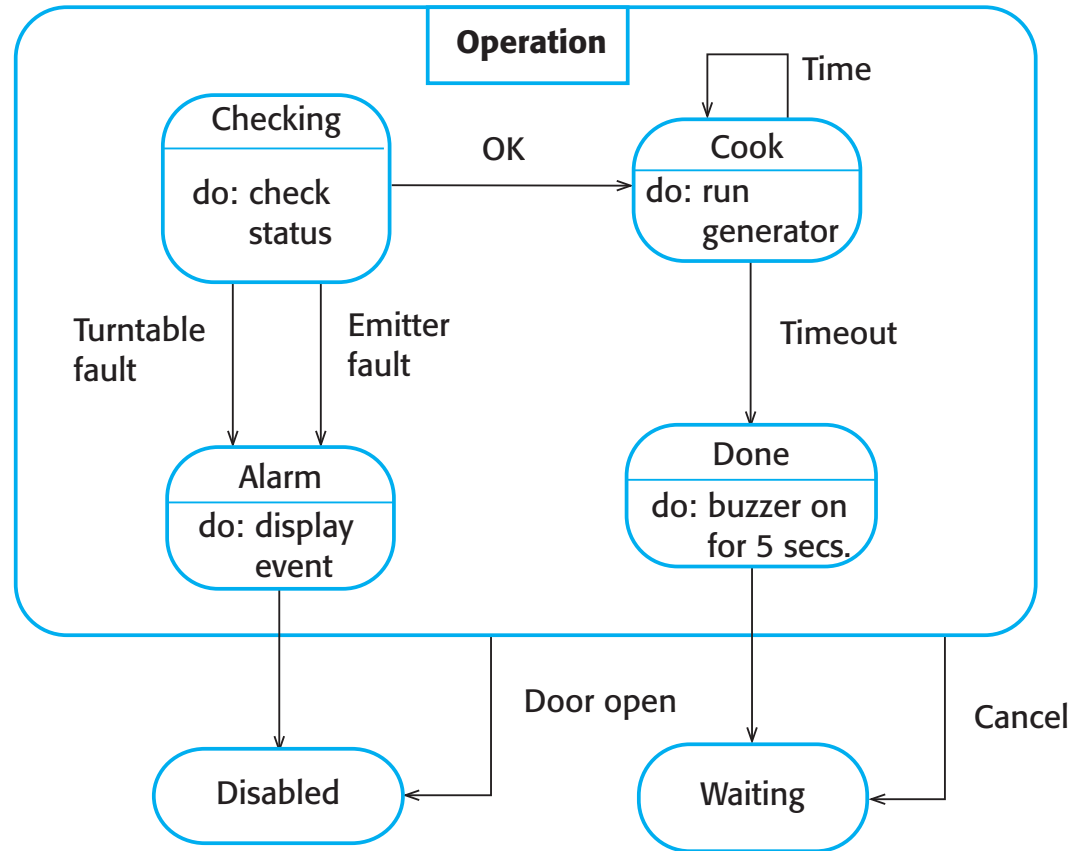 Operation
Time
Checking
OK
Cook
do: check
status
do: run
generator
Turntable
fault
Emitter
fault
Timeout
Alarm
do: display
event
Done
do: buzzer on
for 5 secs.
Door open
Cancel
Disabled
Waiting